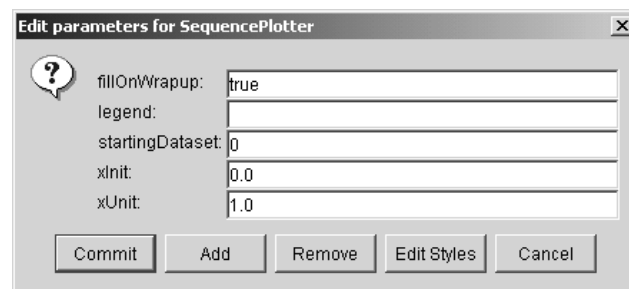 Edit parameters for SequencePlotter
?
fillOnWrapup: true
legend:
startingDataset: 0
xInit: 0.0
xUnit: 1.0
Commit Add Remove Edit Styles Cancel